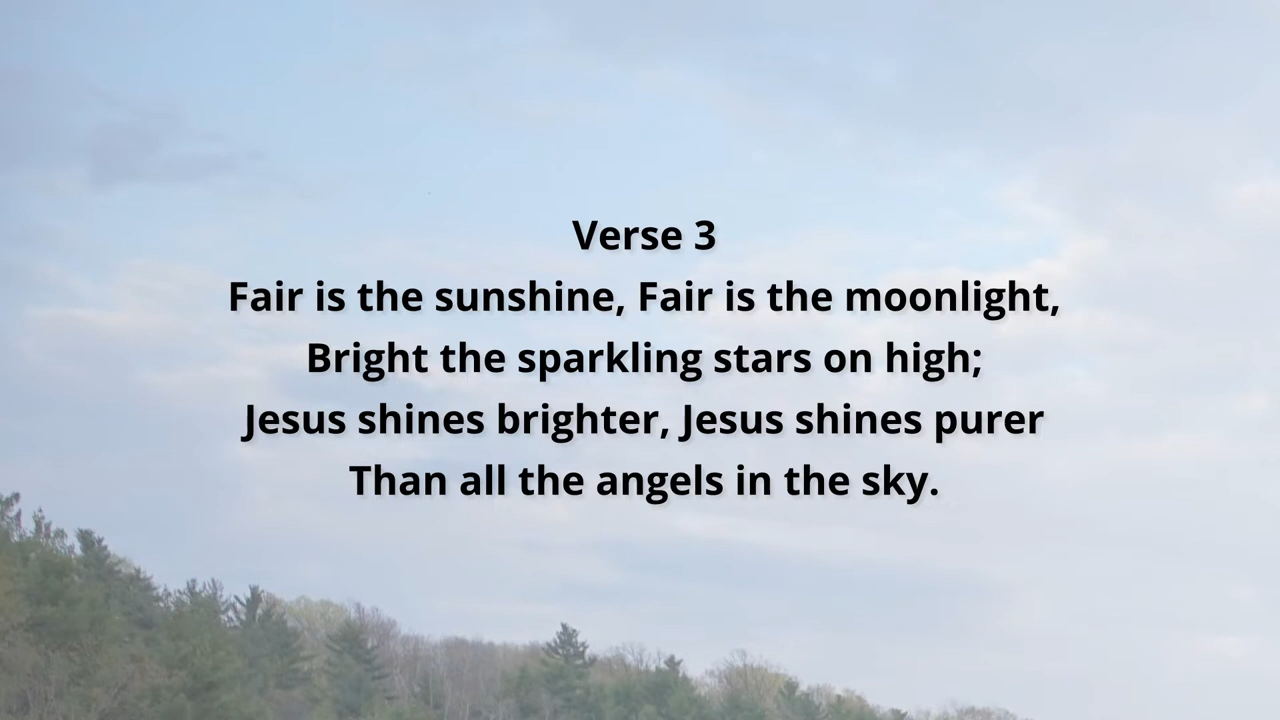 Verse 3
Fair is the sunshine, Fair is the moonlight,
Bright the sparkling stars on high;
Jesus shines brighter, Jesus shines purer
Than all the angels in the sky.